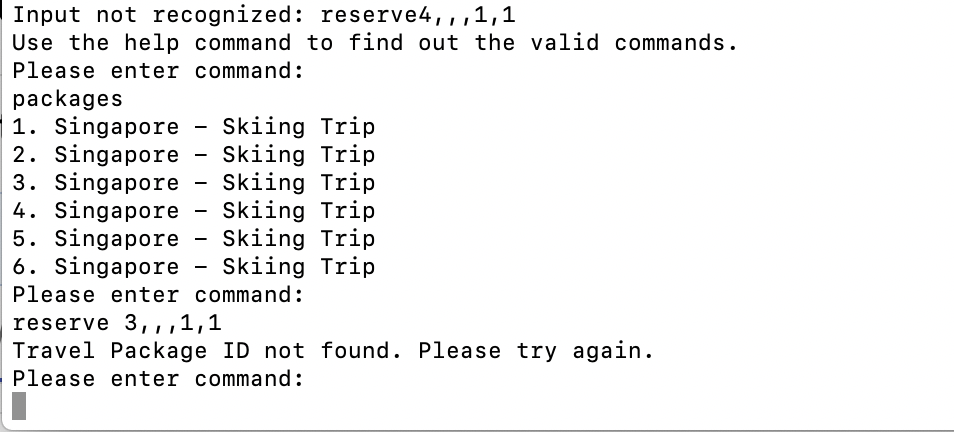 Input not recognized: reserve4,,,1,1
Use the help command to find out the valid commands.
Please enter command:
packages
1. Singapore – Skiing Trip
2. Singapore – Skiing Trip
3. Singapore – Skiing Trip
4. Singapore – Skiing Trip
5. Singapore – Skiing Trip
6. Singapore – Skiing Trip
Please enter command:
reserve 3,,,1,1
Travel Package ID not found. Please try again.
Please enter command: